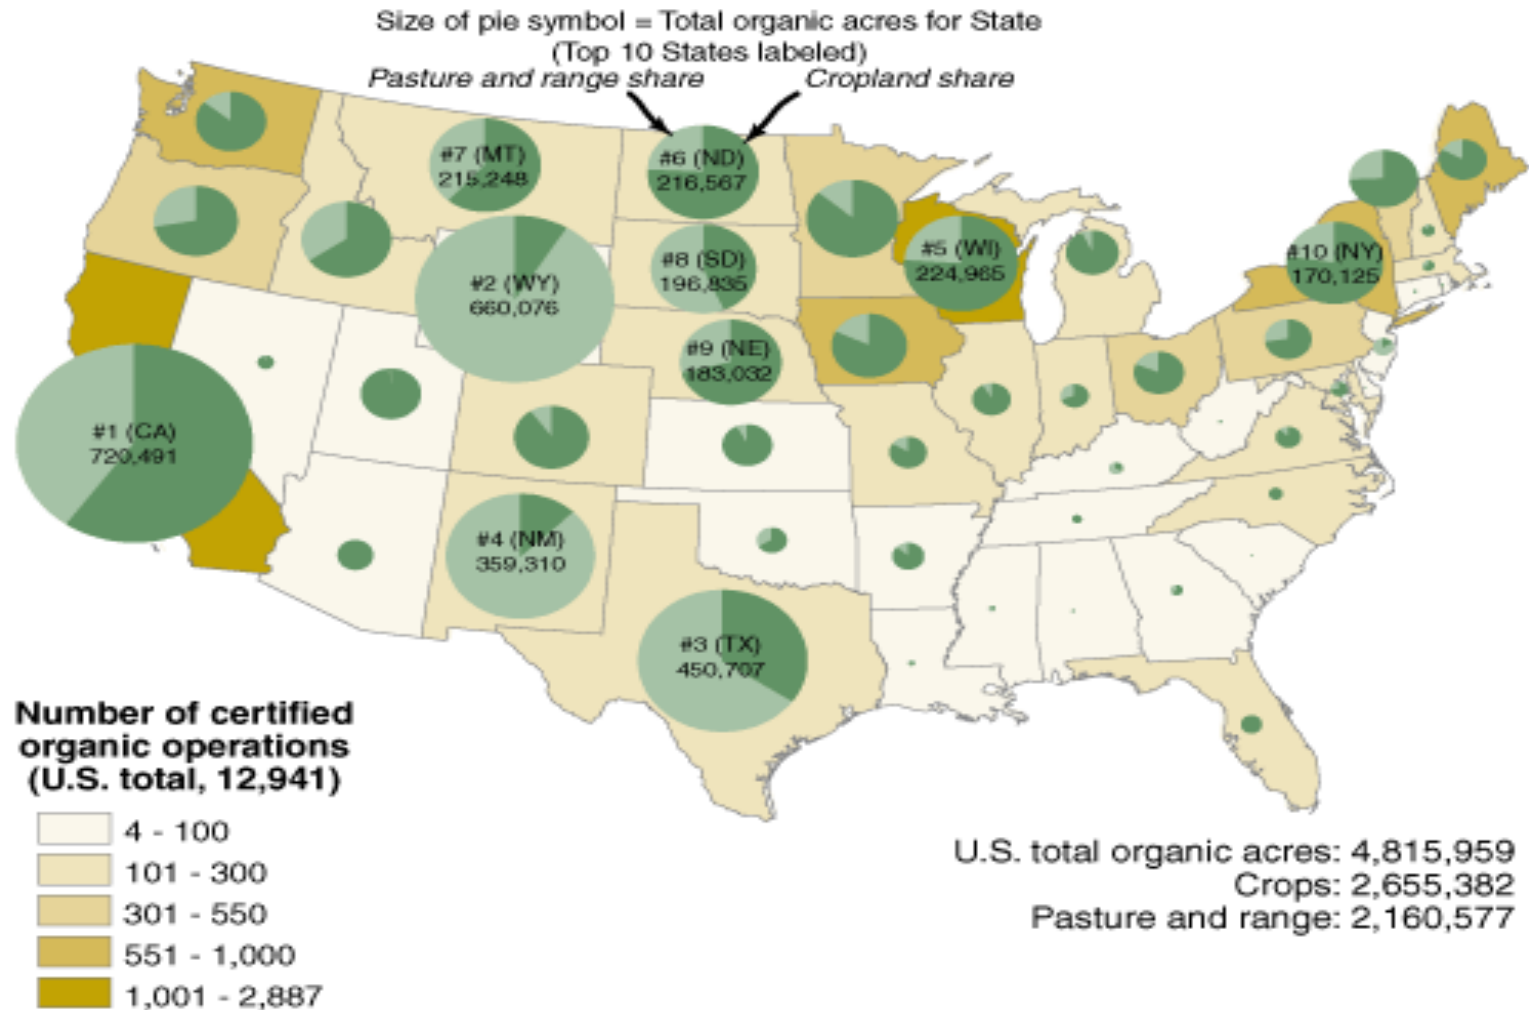 Size of pie symbol = Total organic acres for State
(Top 10 States labeled)
Pasture and range share
Cropland share
#7 (MT)
215,248
#6 (ND)
216,567
#2 (WY)
660,076
#8 (SD)
196,835
#5 (WI)
224,965
#10 (NY)
170,125
#9 (NE)
183,032
#1 (CA)
720,491
#4 (NM)
359,310
#3 (TX)
450,707
Number of certified
organic operations
(U.S. total, 12,941)
4 - 100
101 - 300
301 - 550
551 - 1,000
1,001 - 2,887
U.S. total organic acres: 4,815,959
Crops: 2,655,382
Pasture and range: 2,160,577